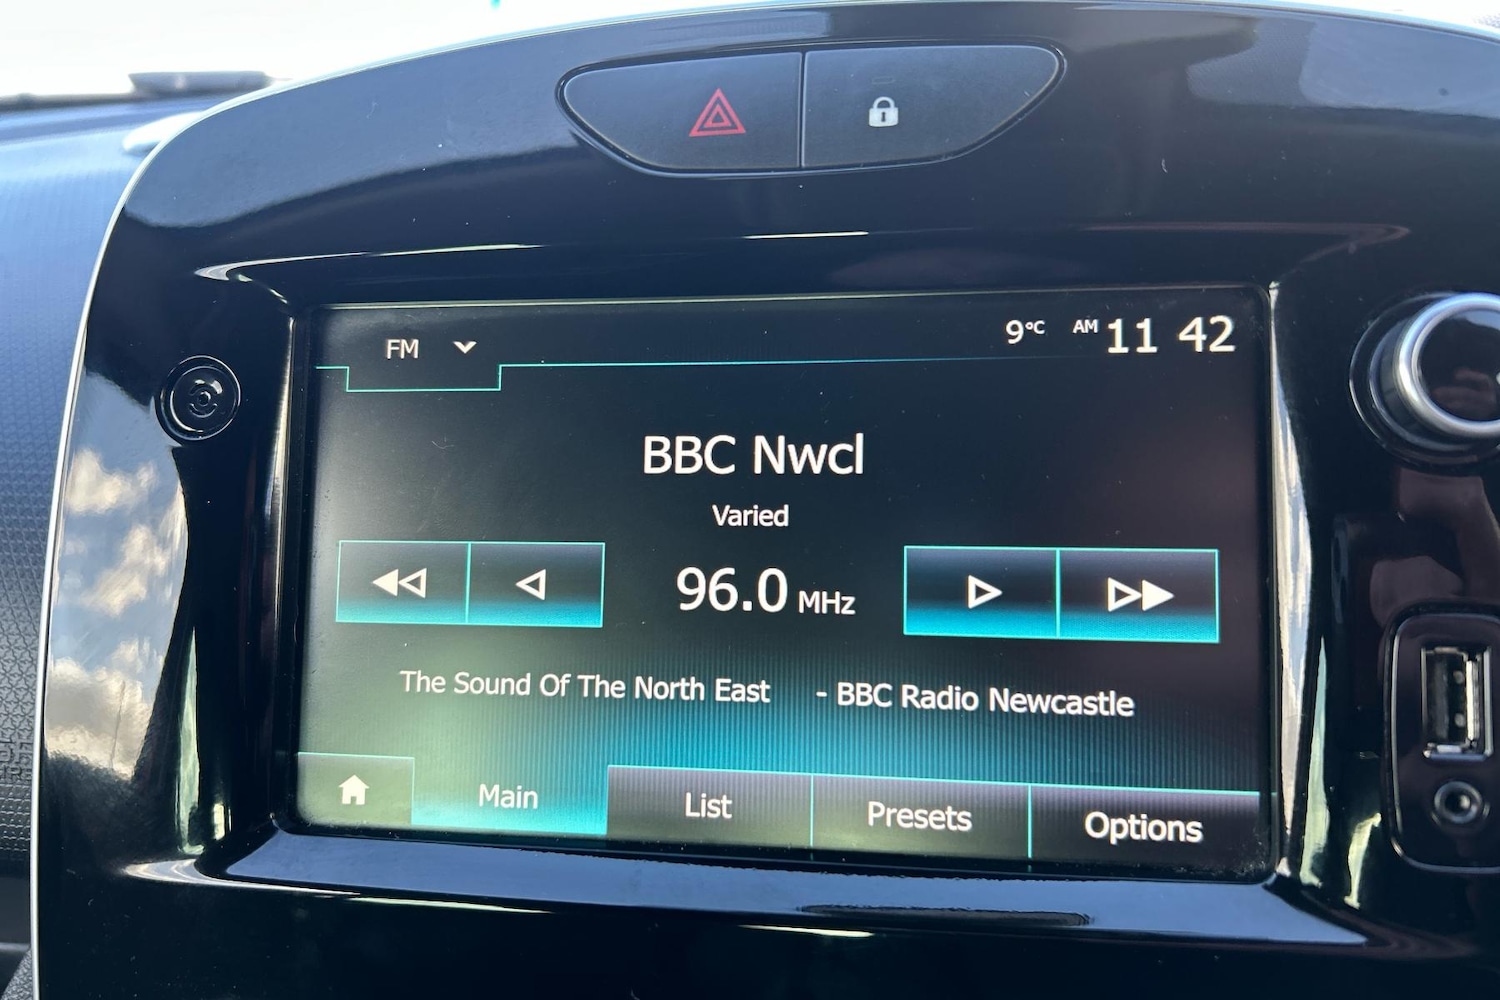 FM
9°C AM 11 42
BBC Nwcl
Varied
96.0 MHz
The Sound Of The North East - BBC Radio Newcastle
Main List Presets Options